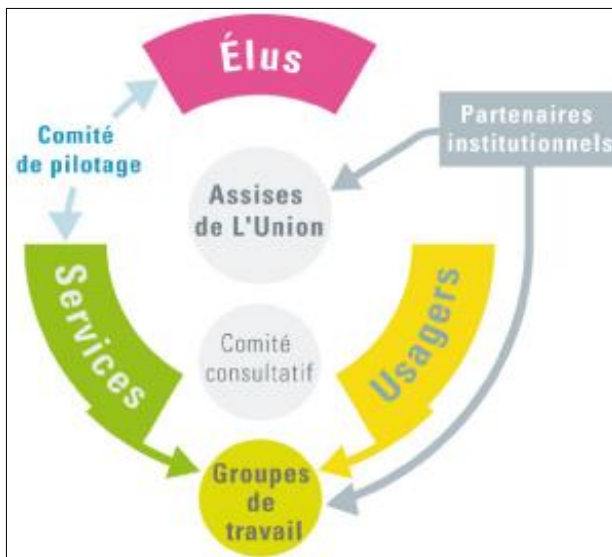 Élus
Comité
de pilotage
Partenaires
institutionnels
Assises
de L'Union
Services
Usagers
Comité
consultatif
Groupes
de
travail